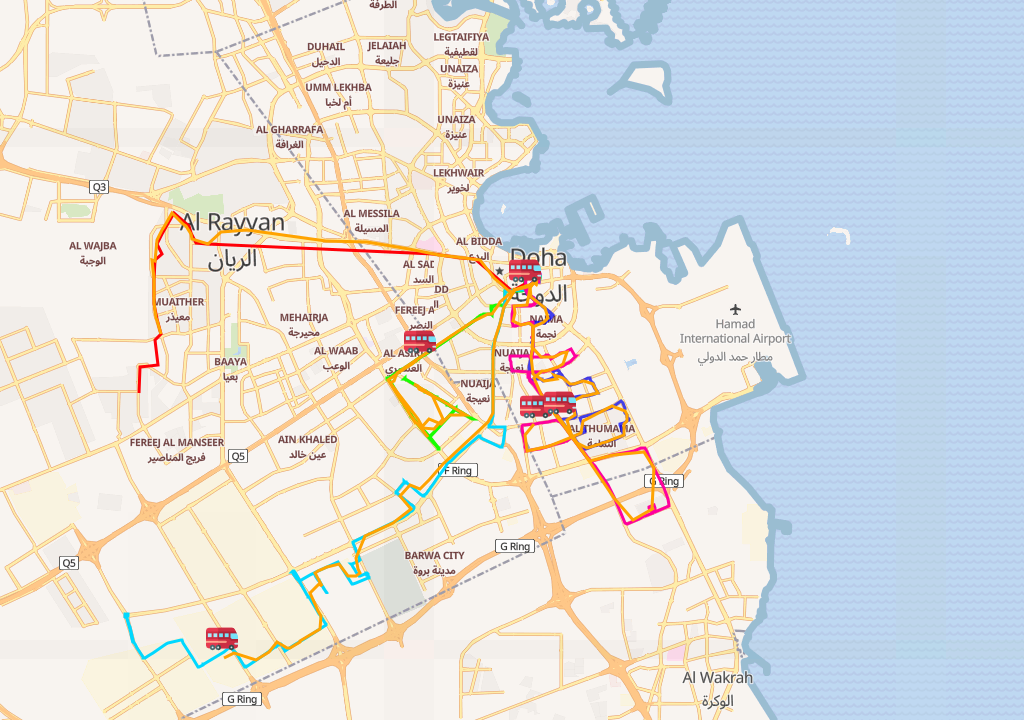 الطرفة
DUHAIL
الدحيل
JELAIAH
جليعة
LEGTAIFIYA
لقطيفية
UNAIZA
عنيزة
UMM LEKHBA
أم لخبا
UNAIZA
عنيزة
AL GHARRAFA
الغرافة
LEKHWAIR
لخوير
Q3
Al Rayyan
الريان
AL MESSILA
المسيلة
AL WAJBA
الوجبة
AL BIDDA
البدع
Doha
الدوحة
AL SAD
السد
DD
MUAITHER
معيذر
MEHAIRJA
محيرجة
FEREEJ A
النصر
NAJMA
نجمة
Hamad
International Airport
مطار حمد الدولي
AL WAAB
الوعب
AL ASIRI
العسيري
NUAIJA
نعيجة
BAAYA
بعيا
NUAIJA
نعيجة
AL THUMAMA
الثمامة
FEREEJ AL MANSEER
فريج المناصير
AIN KHALED
عين خالد
Q5
F Ring
G Ring
G Ring
BARWA CITY
مدينة بروة
Q5
Al Wakrah
الوكرة
G Ring